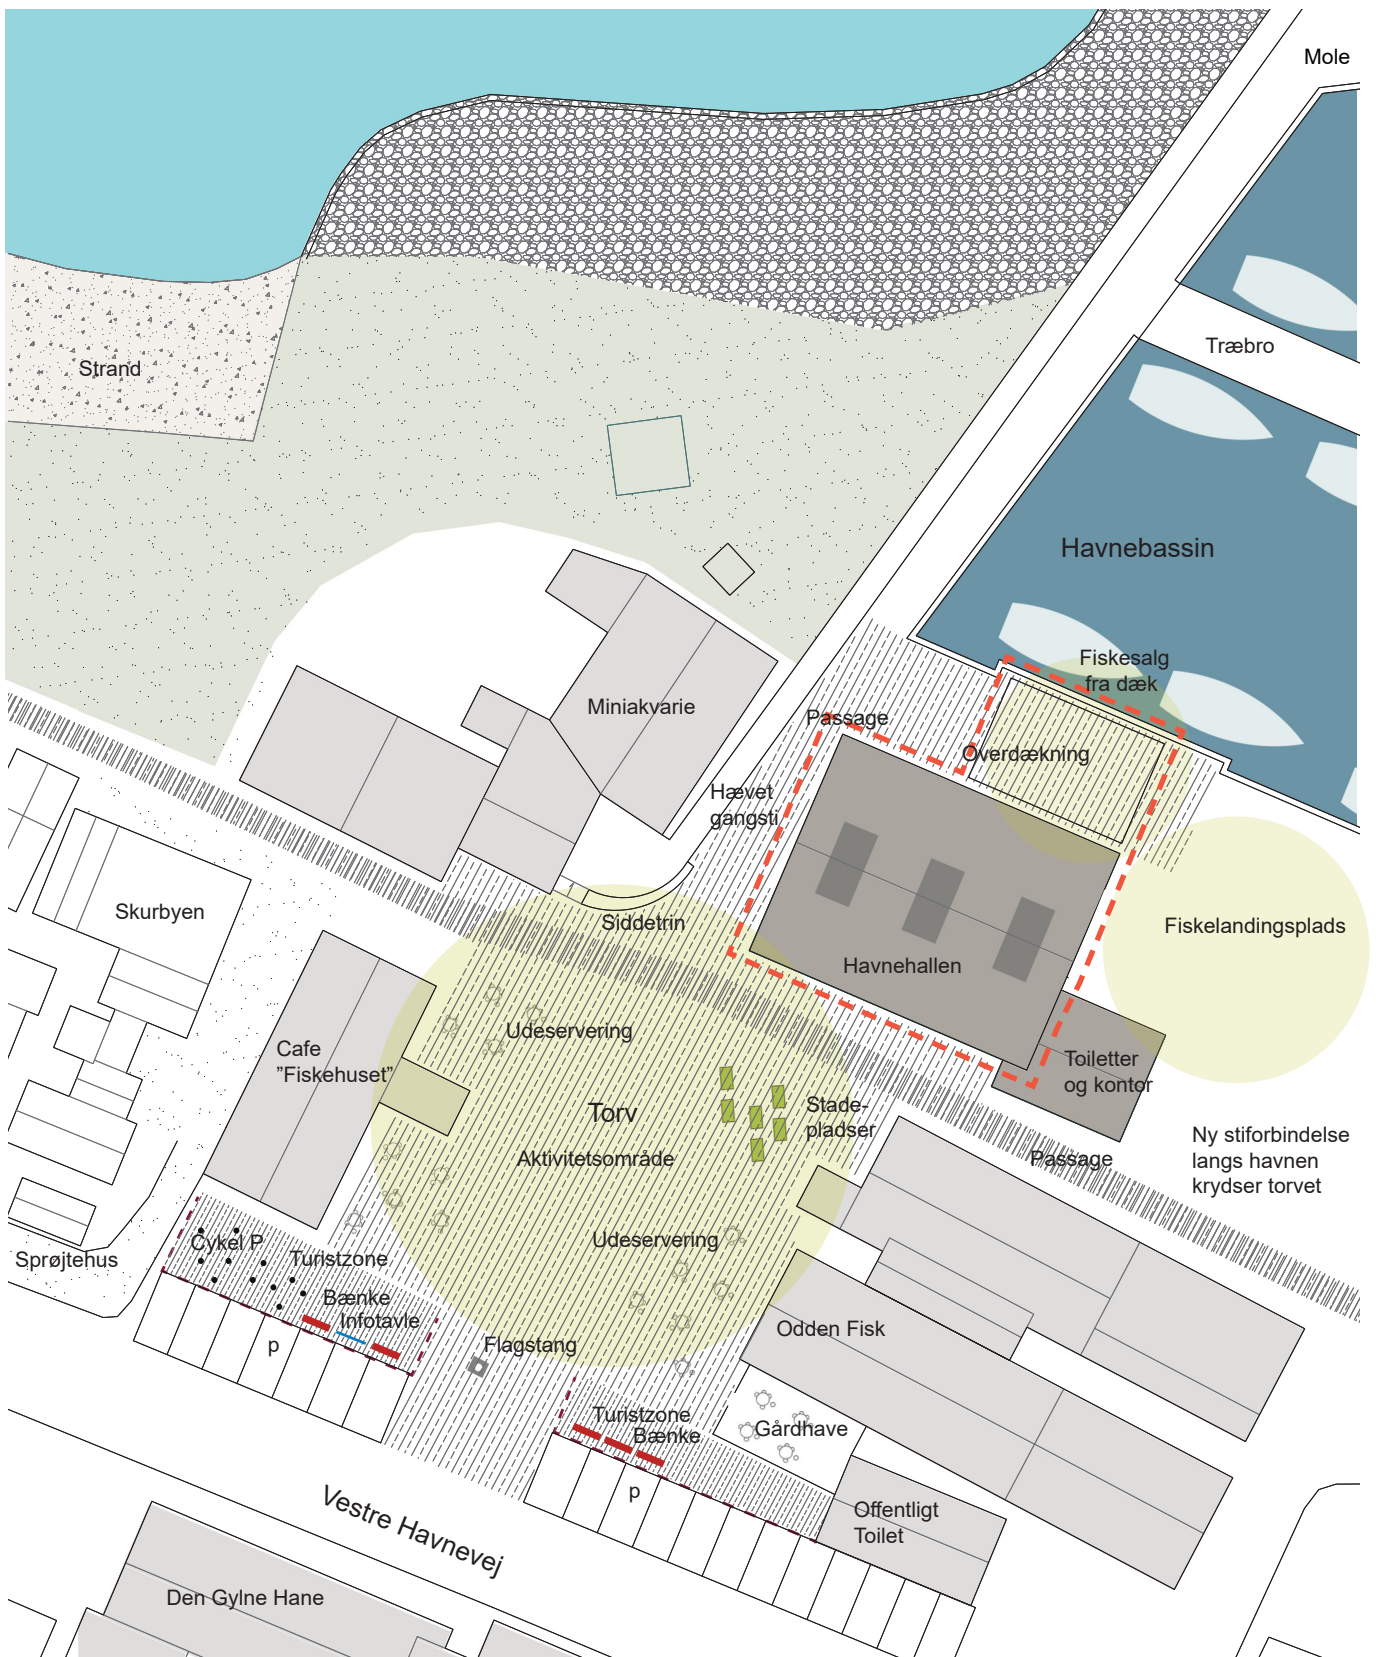 Mole
Træbro
Strand
Havnebassin
Fiskesalg
fra dæk
Miniakvarie
Passage
Overdækning
Hævet
gangsti
Skurbyen
Siddetrin
Fiskelandingsplads
Havnehallen
Udeservering
Cafe
"Fiskehuset"
Toiletter
og kontor
Torv
Stade-
pladser
Aktivitetsområde
Passage
Ny stiforbindelse
langs havnen
krydser torvet
Cykel P
Turistzone
Udeservering
Sprøjtehus
Bænke
Infotavle
p
Flagstang
Odden Fisk
Turistzone
Bænke
Gårdhave
p
Offentligt
Toilet
Vestre Havnevej
Den Gylne Hane